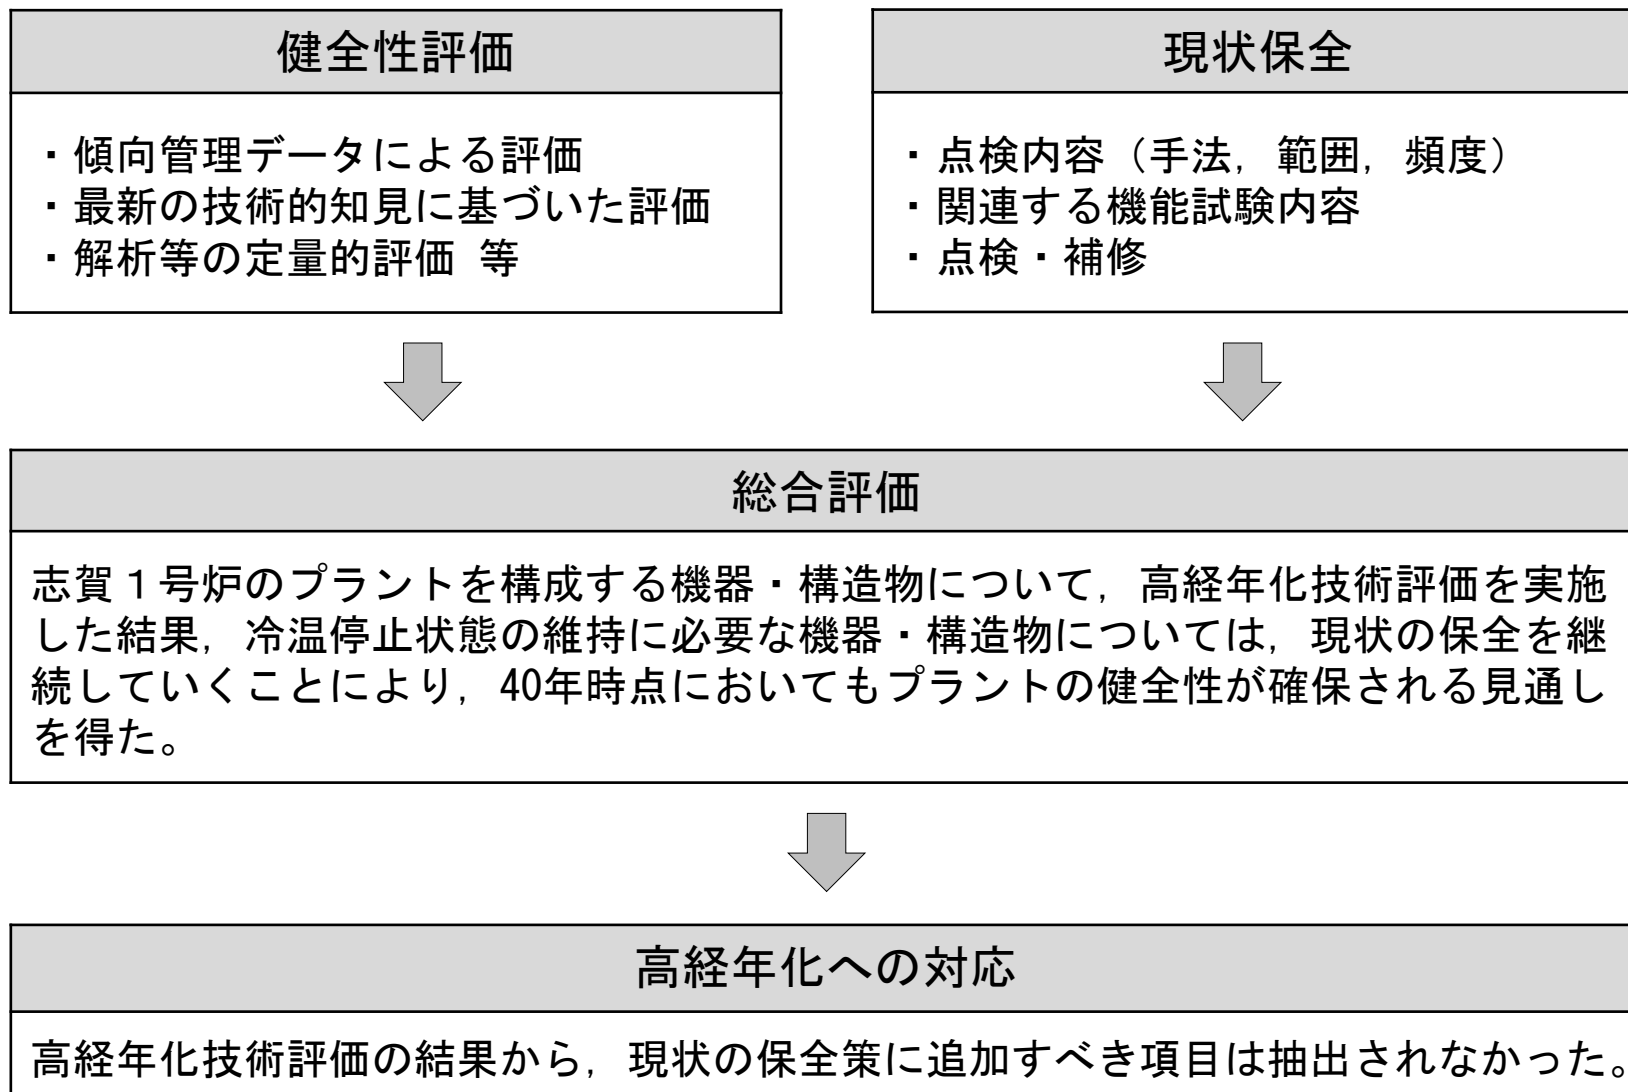 健全性評価
・傾向管理データによる評価
・最新の技術的知見に基づいた評価
・解析等の定量的評価 等
現状保全
・点検内容（手法，範囲，頻度）
・関連する機能試験内容
・点検・補修
総合評価
志賀１号炉のプラントを構成する機器・構造物について，高経年化技術評価を実施
した結果，冷温停止状態の維持に必要な機器・構造物については，現状の保全を継
続していくことにより，40年時点においてもプラントの健全性が確保される見通し
を得た。
高経年化への対応
高経年化技術評価の結果から，現状の保全策に追加すべき項目は抽出されなかった。